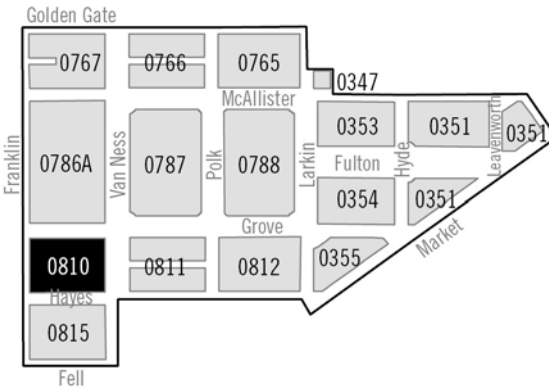 Golden Gate
0767
0766
0765
0347
McAllister
Franklin
0786A
Van Ness
0787
Polk
0788
Larkin
0353
Fulton
0354
Hyde
0351
Leavenworth
0351
0351
Market
Grove
0810
0811
0812
0355
Hayes
0815
Fell